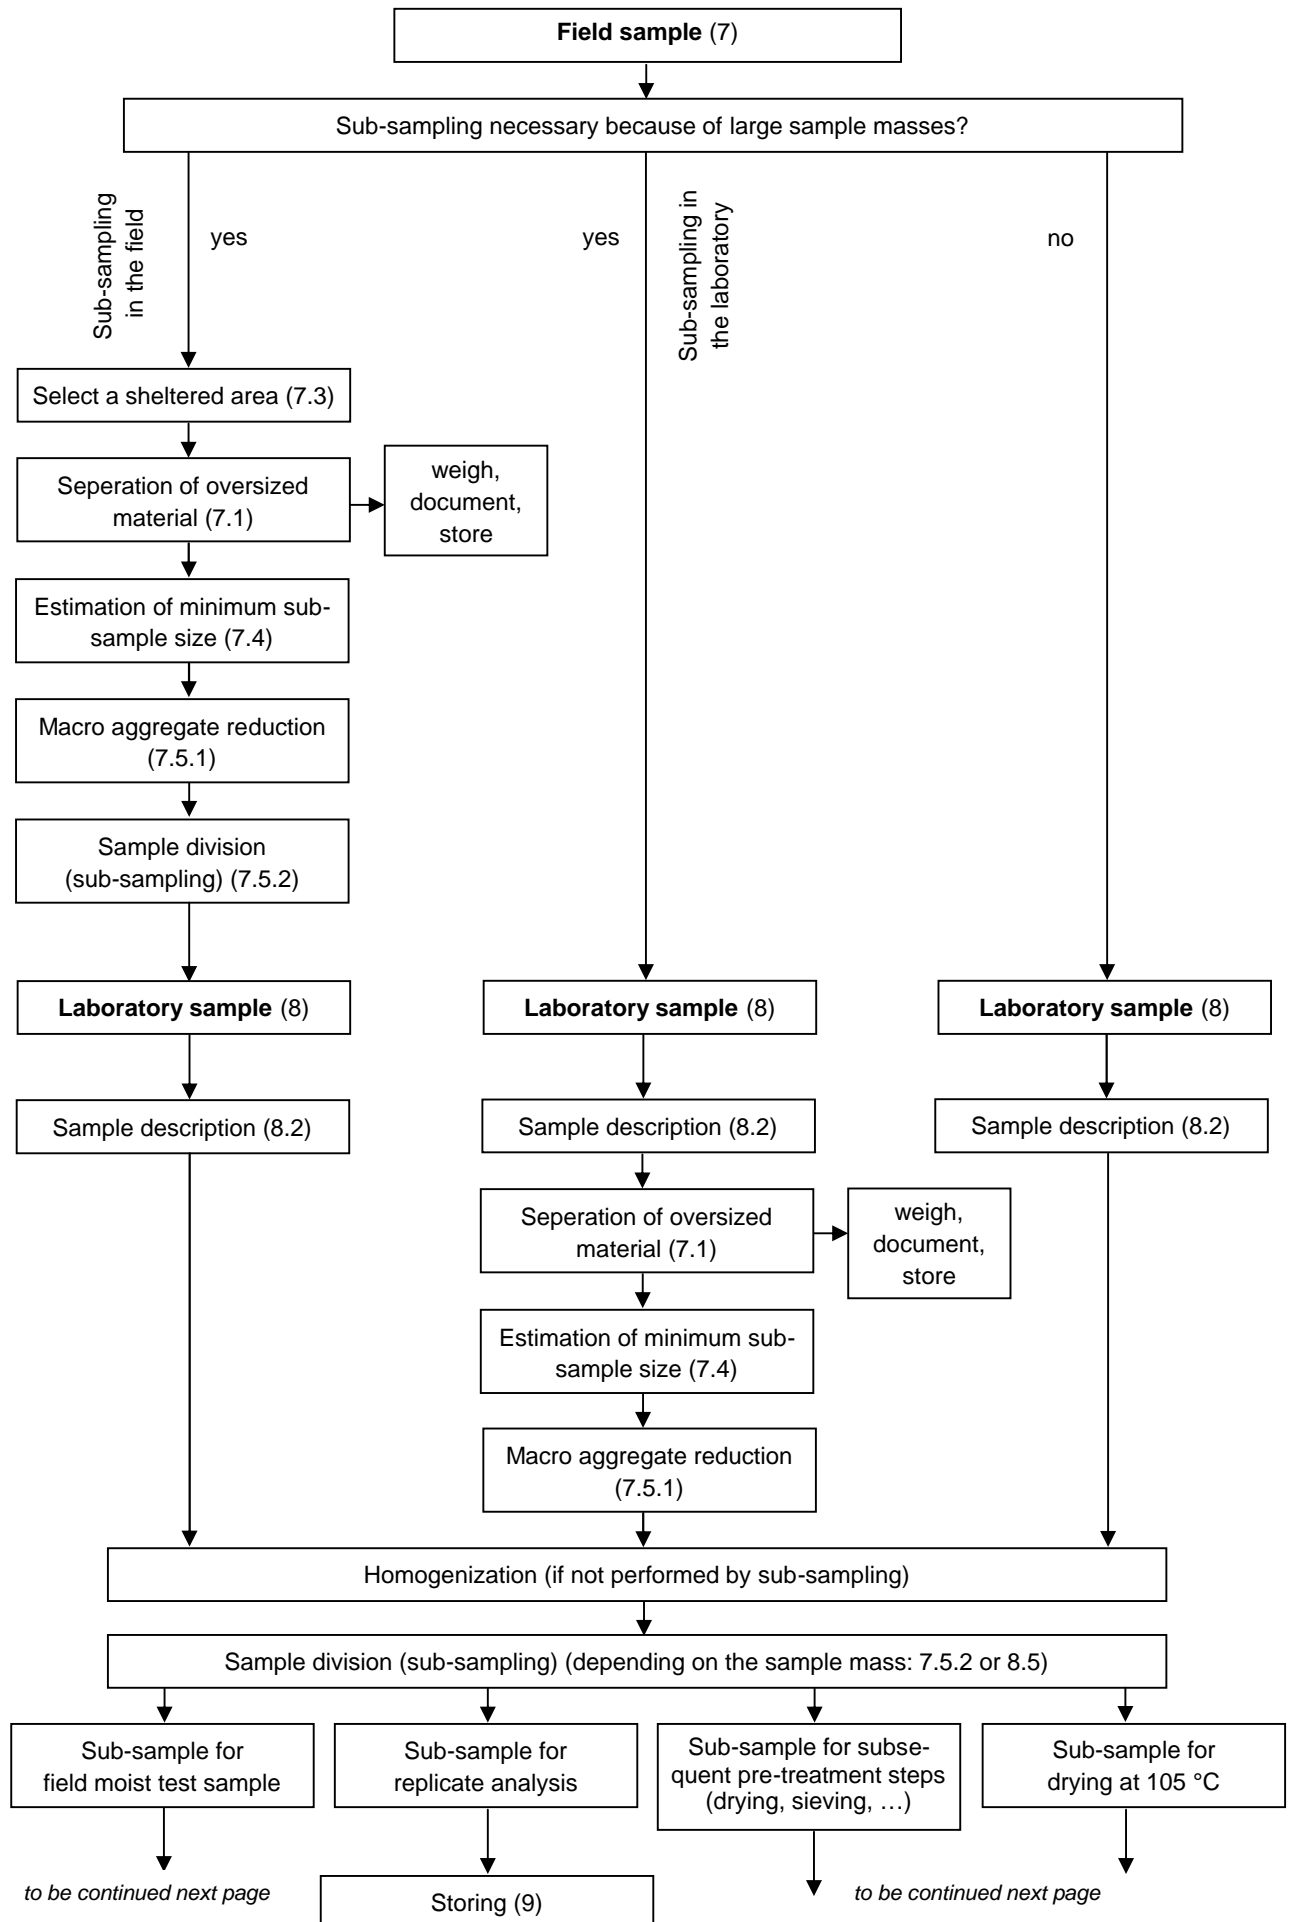 Field sample (7)
Sub-sampling necessary because of large sample masses?
Sub-sampling
in the field
yes
yes
Sub-sampling in
the laboratory
no
Select a sheltered area (7.3)
Seperation of oversized
material (7.1)
weigh,
document,
store
Estimation of minimum sub-
sample size (7.4)
Macro aggregate reduction
(7.5.1)
Sample division
(sub-sampling) (7.5.2)
Laboratory sample (8)
Laboratory sample (8)
Laboratory sample (8)
Sample description (8.2)
Sample description (8.2)
Sample description (8.2)
Seperation of oversized
material (7.1)
weigh,
document,
store
Estimation of minimum sub-
sample size (7.4)
Macro aggregate reduction
(7.5.1)
Homogenization (if not performed by sub-sampling)
Sample division (sub-sampling) (depending on the sample mass: 7.5.2 or 8.5)
Sub-sample for
field moist test sample
Sub-sample for
replicate analysis
Sub-sample for subse-
quent pre-treatment steps
(drying, sieving, …)
Sub-sample for
drying at 105 °C
to be continued next page
Storing (9)
to be continued next page